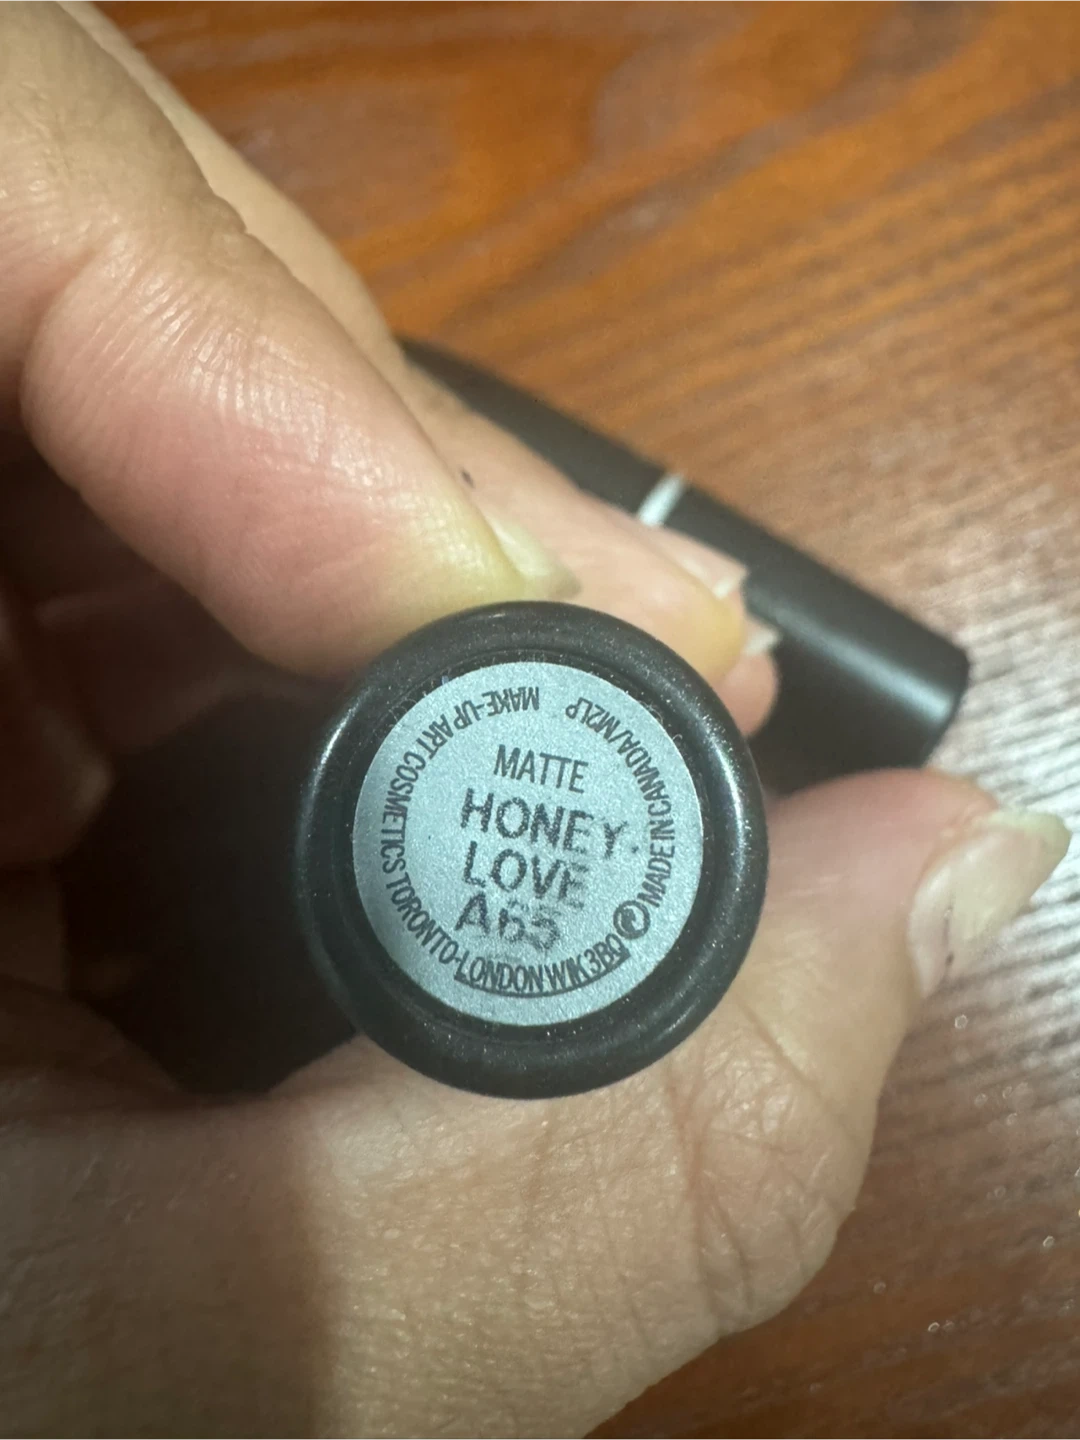 MATTE
HONEY
LOVE
A65
MAKE-UP ART COSMETICS TORONTO-LONDON W1K 3BQ
MADE IN CANADA/M2LP